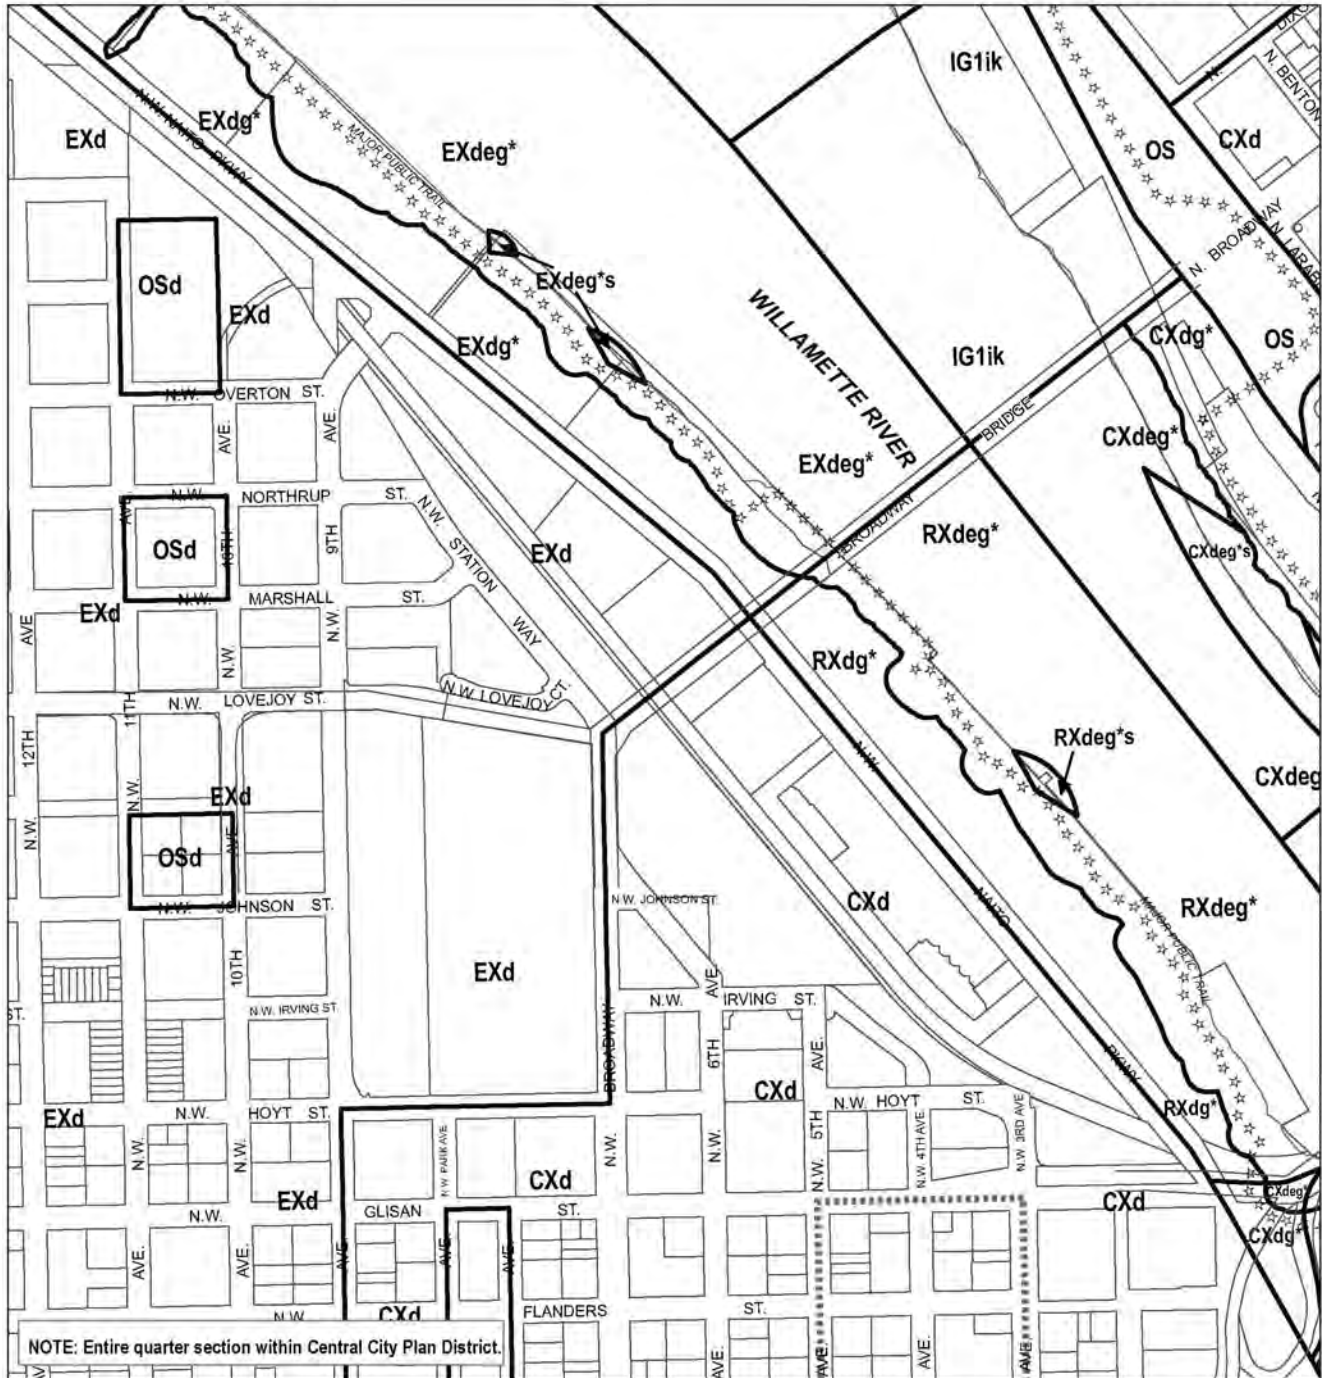 IG1ik
N. BENTON
N.
EXdg*
EXd
CXd
OS
MAJOR PUBLIC TRAIL
EXdeg*
N.W. NAITO PKWY
N. BROADWAY
OSd
EXdeg*s
EXd
WILLAMETTE RIVER
CXdg*
OS
EXdg*
IG1ik
N.W. OVERTON ST.
BRIDGE
AVE.
AVE.
CXdeg*
EXdeg*
N.W. NORTHRUP ST.
AVE.
N.W. STATION WAY
BROADWAY
RXdeg*
OSd
10TH
9TH
EXd
CXdeg*s
N.W. MARSHALL ST.
EXd
AVE
N.W.
N.W.
RXdg*
N.W. LOVEJOY CT.
N.W. LOVEJOY ST.
11TH
12TH
RXdeg*s
N.W.
CXdeg
N.W.
EXd
N.W.
AVE.
OSd
N.W. JOHNSON ST.
N.W. JOHNSON ST.
CXd
NAITO
RXdeg*
MAJOR PUBLIC TRAIL
10TH
EXd
AVE
N.W. IRVING ST.
N.W. IRVING ST.
ST.
BROADWAY
6TH
AVE.
PKWY
CXd
N.W. HOYT ST.
RXdg*
EXd
N.W. HOYT ST.
N.W.
N.W.
N.W. PARK AVE.
N.W.
N.W.
N.W. 5TH
N.W. 4TH AVE.
N.W. 3RD AVE.
CXd
EXd
CXd
CXdeg*
N.W. GLISAN ST.
CXdg*
AVE.
AVE.
AVE.
AVE.
AVE.
N.W. FLANDERS ST.
CXd
NOTE: Entire quarter section within Central City Plan District.
AVE.
AVE.
AVE.
AVE.